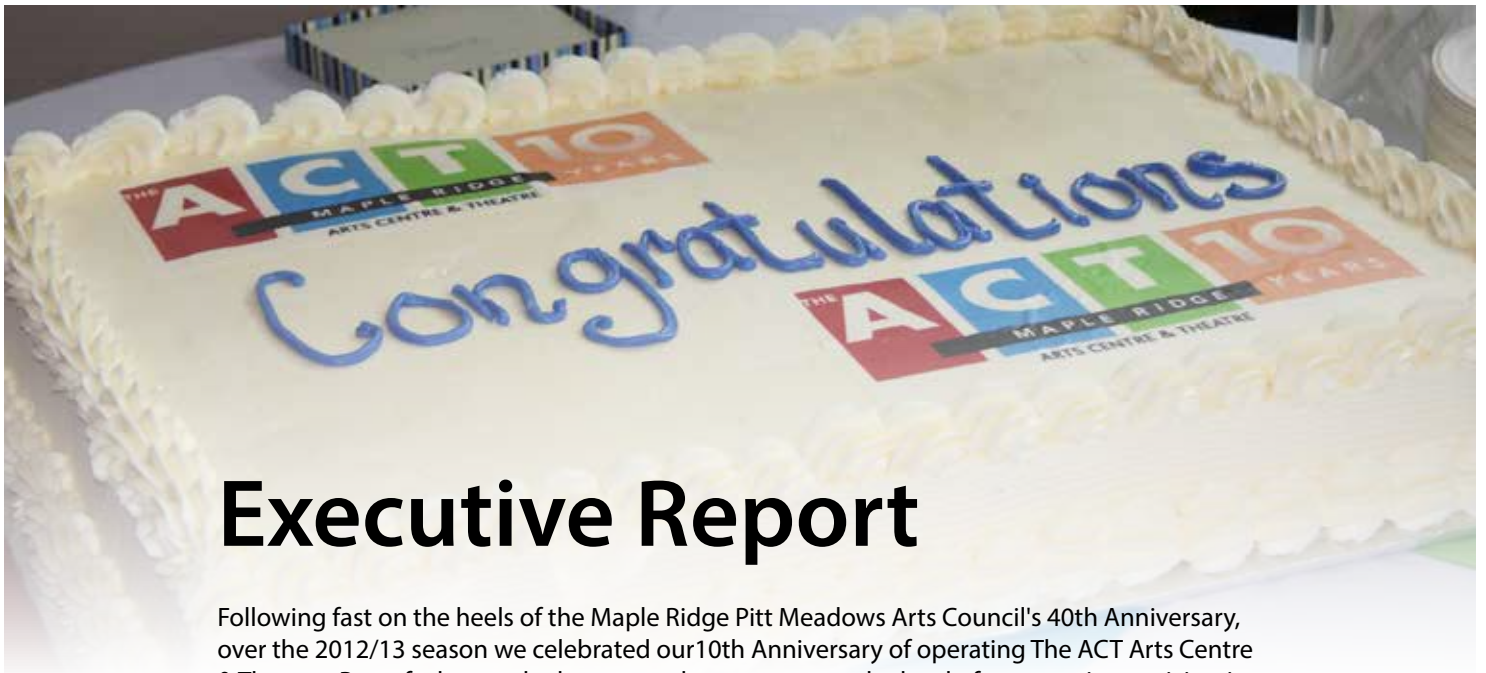 THE
ACT 10
YEARS
MAPLE RIDGE
ARTS CENTRE & THEATRE
Congratulations
THE
ACT 10
YEARS
MAPLE RIDGE
ARTS CENTRE & THEATRE
Executive Report
Following fast on the heels of the Maple Ridge Pitt Meadows Arts Council's 40th Anniversary,
over the 2012/13 season we celebrated our10th Anniversary of operating The ACT Arts Centre